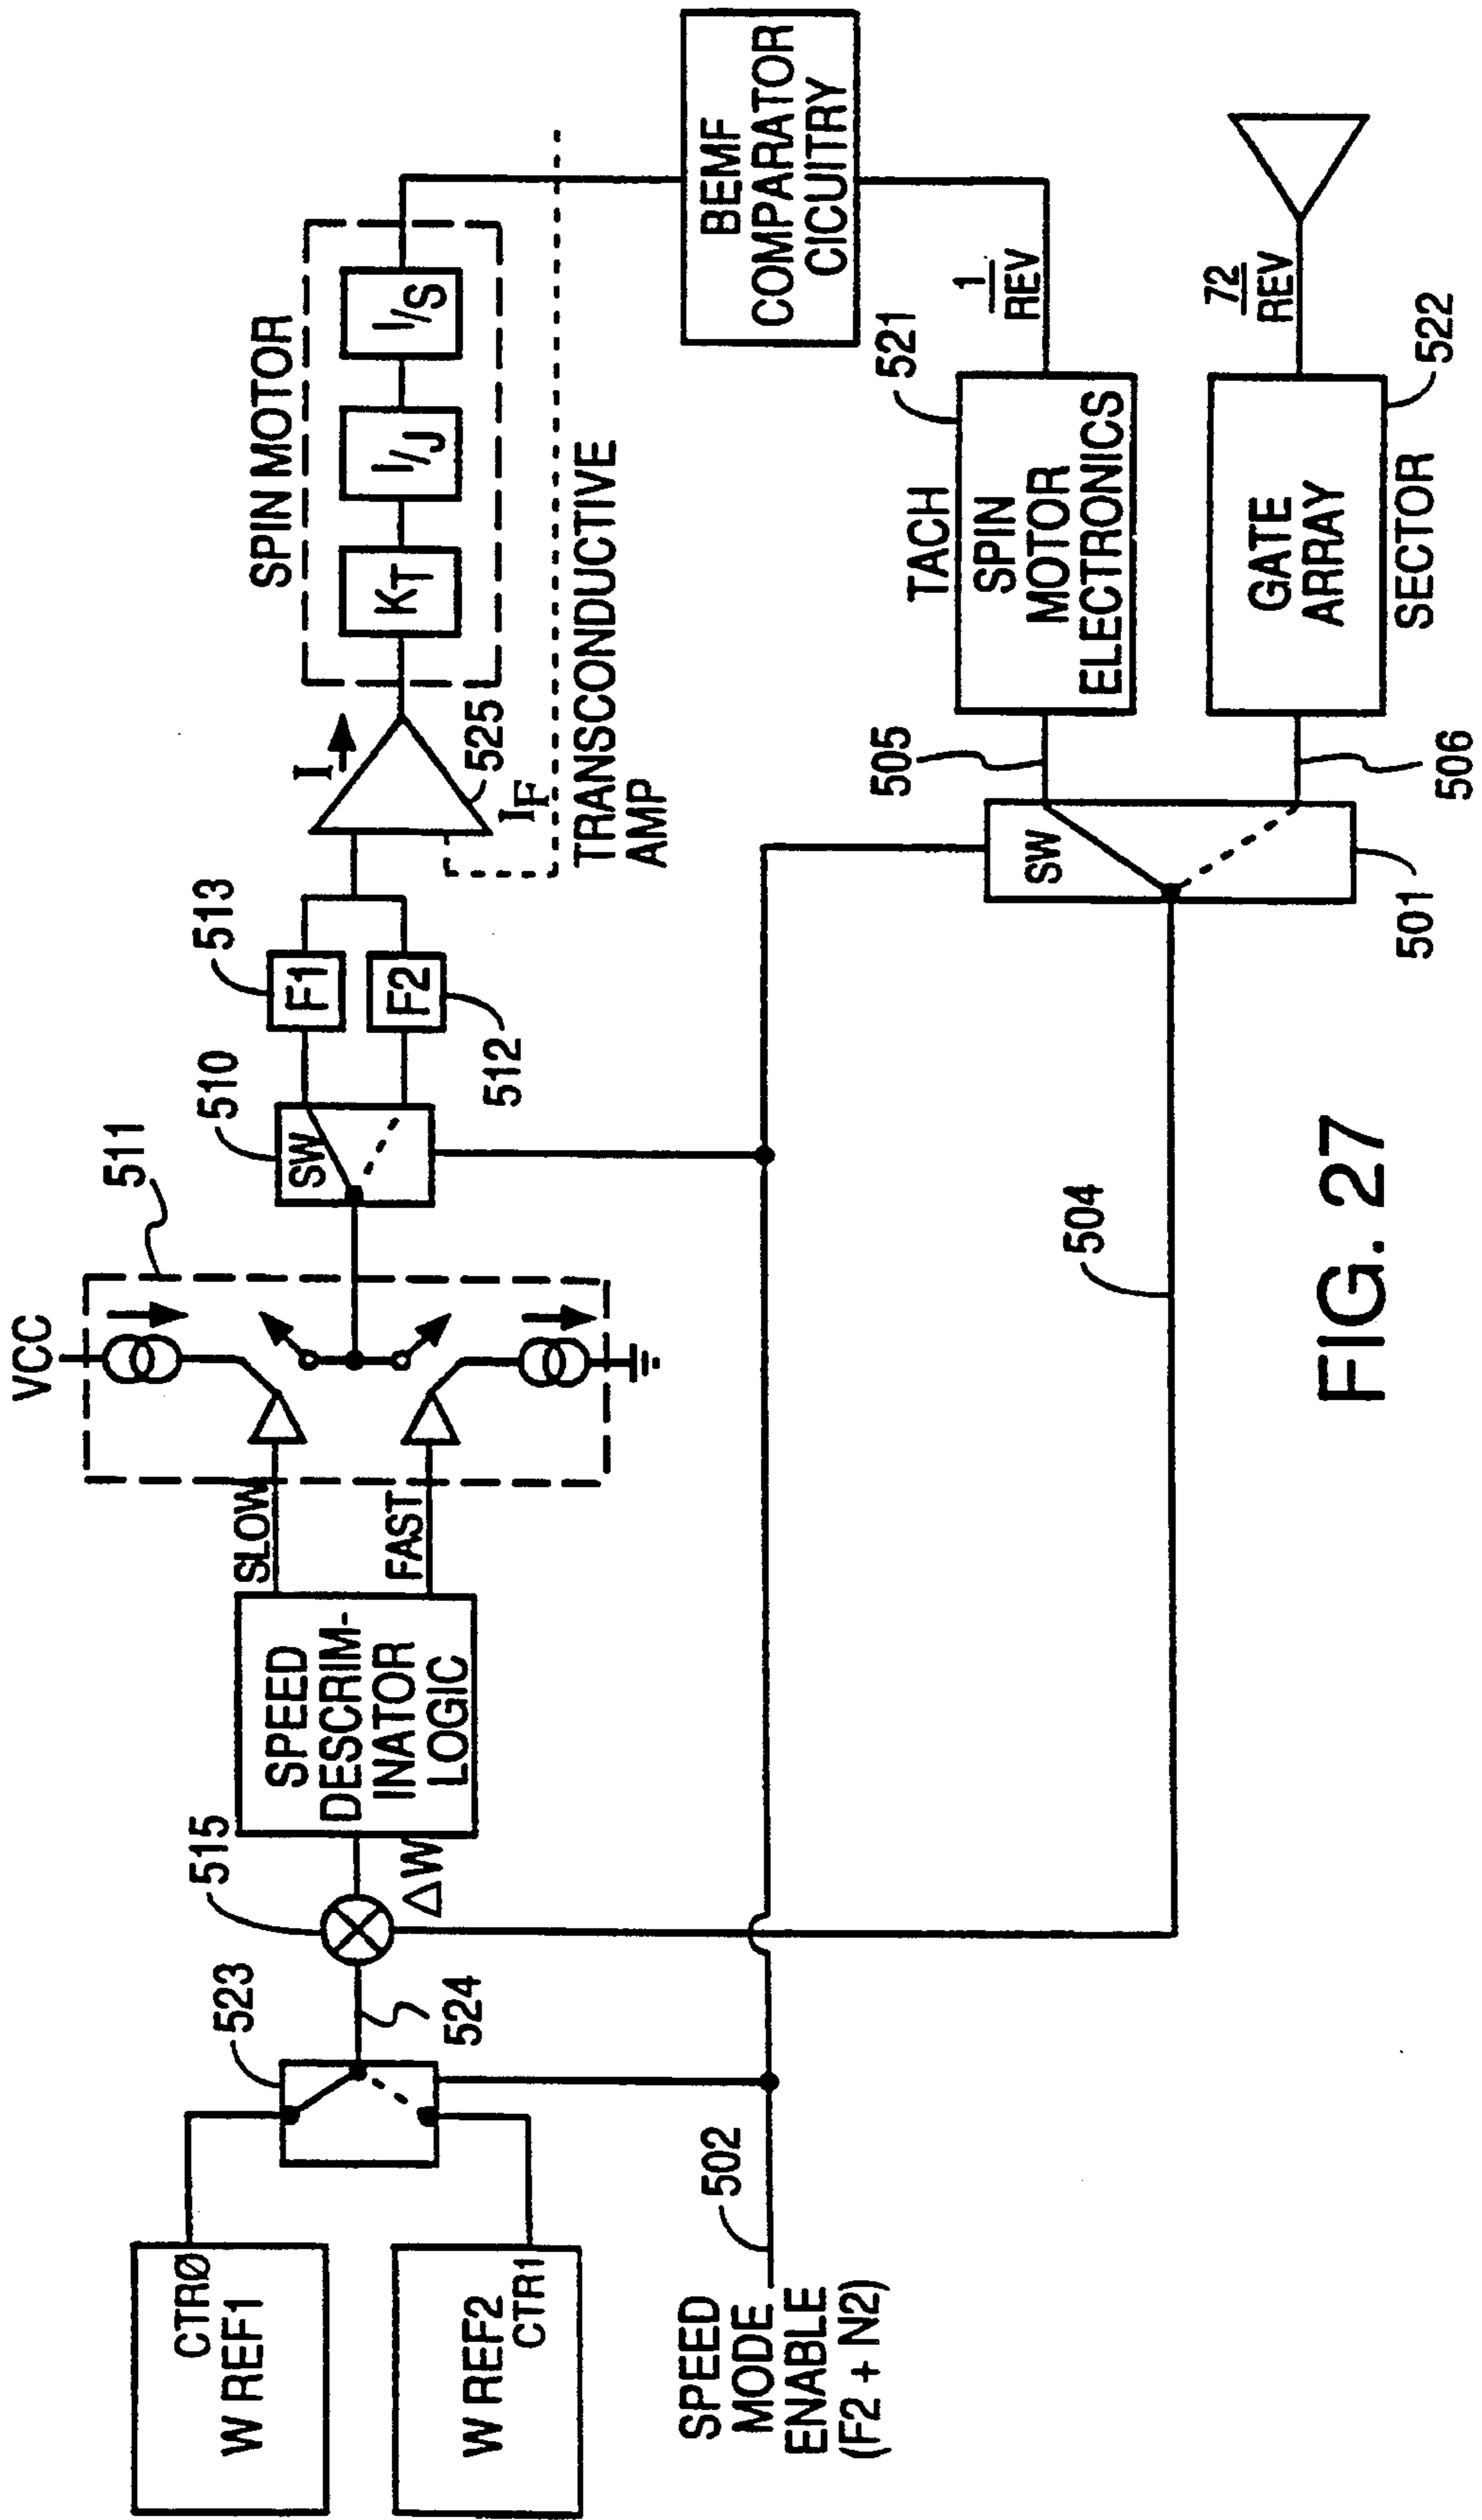 VCC
511
510
513
SPIN MOTOR
I
KT
I/J
I/S
SW
F1
F2
512
525
IF
TRANSCONDUCTIVE
AMP
523
515
SPEED
DESCRIM-
INATOR
LOGIC
SLOW
FAST
ΔW
524
CTRØ
W REF1
W REF2
CTR1
502
SPEED
MODE
ENABLE
(F2 + N2)
BEMF
COMPARATOR
CICUITRY
521
1
REV
TACH
SPIN
MOTOR
ELECTRONICS
505
504
SW
72
REV
GATE
ARRAY
SECTOR
522
506
501
FIG. 27